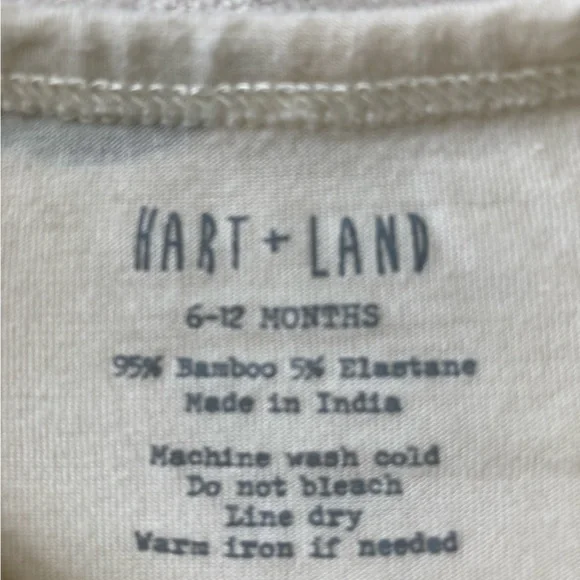 HART + LAND
6-12 MONTHS
95% Bamboo 5% Elastane
Made in India
Machine wash cold
Do not bleach
Line dry
Warm iron if needed